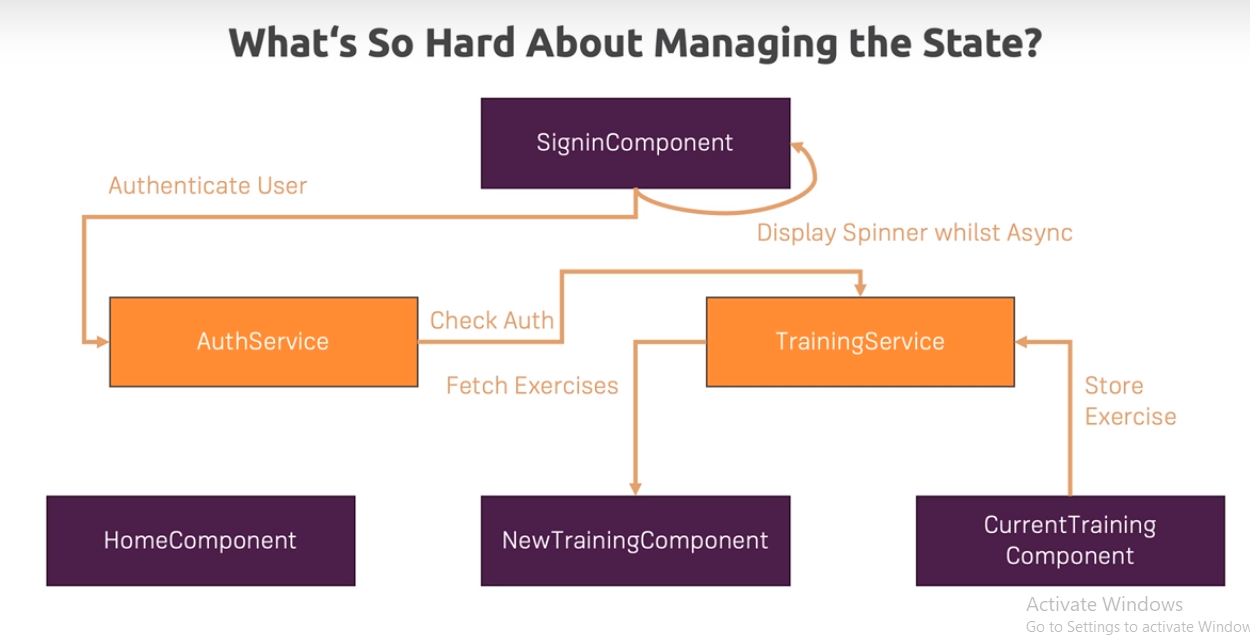 What‘s So Hard About Managing the State?
SigninComponent
Authenticate User
Display Spinner whilst Async
AuthService
Check Auth
TrainingService
Fetch Exercises
Store
Exercise
HomeComponent
NewTrainingComponent
CurrentTraining
Component
Activate Windows
Go to Settings to activate Window